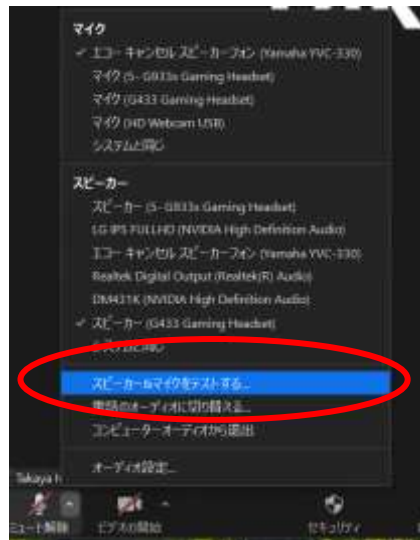 マイク
✓ エコー キャンセル スピーカーフォン (Yamaha YVC-330)
マイク (5- G933s Gaming Headset)
マイク (G433 Gaming Headset)
マイク (HD Webcam USB)
システムと同じ
スピーカー
スピーカー (5- G933s Gaming Headset)
LG IPS FULLHD (NVIDIA High Definition Audio)
エコー キャンセル スピーカーフォン (Yamaha YVC-330)
Realtek Digital Output (Realtek(R) Audio)
DM431K (NVIDIA High Definition Audio)
✓ スピーカー (G433 Gaming Headset)
システムと同じ
スピーカー&マイクをテストする...
電話のオーディオに切り替える...
コンピューターオーディオから退出
オーディオ設定...
Takaya h
ミュート解除 ビデオの開始 セキュリティ